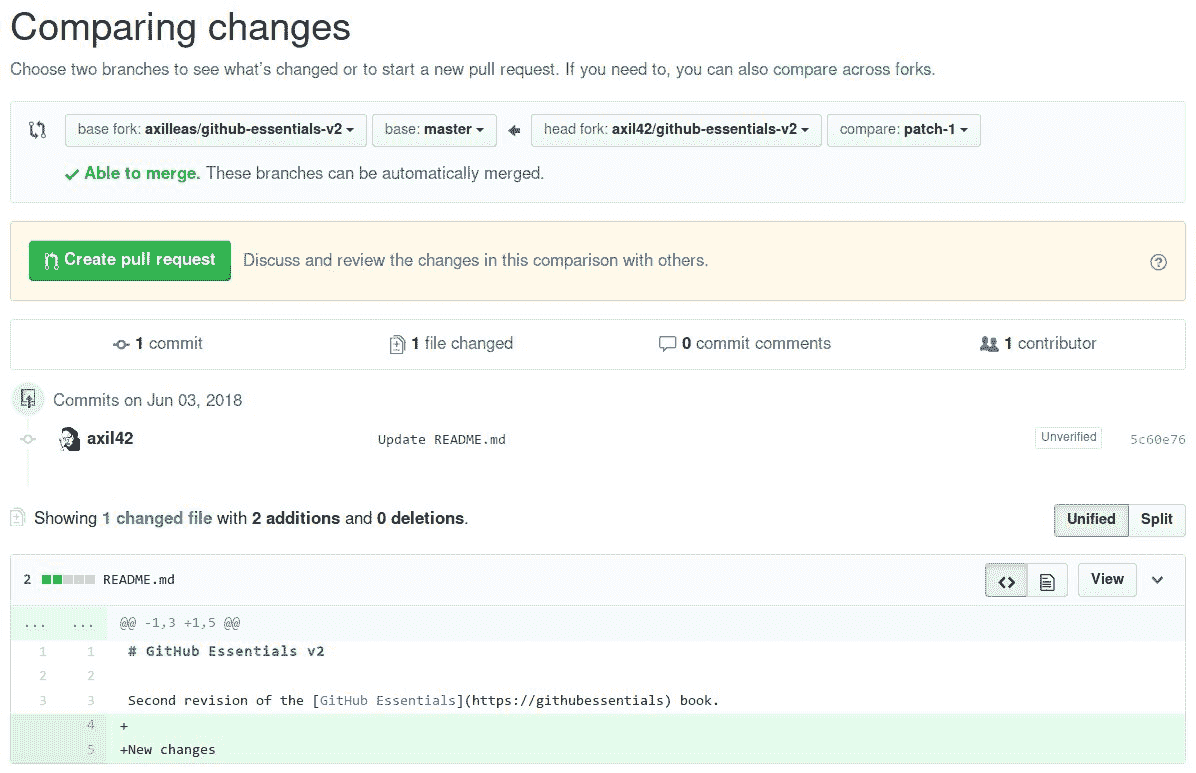 Comparing changes
Choose two branches to see what's changed or to start a new pull request. If you need to, you can also compare across forks.
base fork: axilleas/github-essentials-v2 base: master head fork: axil42/github-essentials-v2 compare: patch-1
Able to merge. These branches can be automatically merged.
Create pull request Discuss and review the changes in this comparison with others.
1 commit 1 file changed 0 commit comments 1 contributor
Commits on Jun 03, 2018
axil42 Update README.md Unverified 5c60e76
Showing 1 changed file with 2 additions and 0 deletions. Unified Split
2 README.md <> View
... ... @@ -1,3 +1,5 @@
1 1 # GitHub Essentials v2
2 2
3 3 Second revision of the [GitHub Essentials](https://githubessentials) book.
4 +
5 +New changes